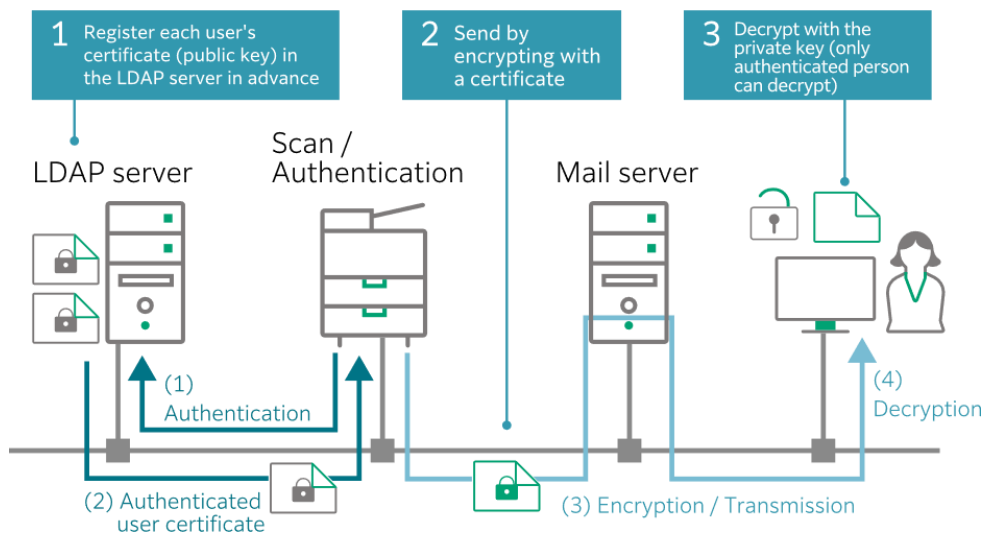 1 Register each user's
certificate (public key) in
the LDAP server in advance
2 Send by
encrypting with
a certificate
3 Decrypt with the
private key (only
authenticated person
can decrypt)
LDAP server
Scan /
Authentication
Mail server
(1)
Authentication
(2) Authenticated
user certificate
(3) Encryption / Transmission
(4)
Decryption